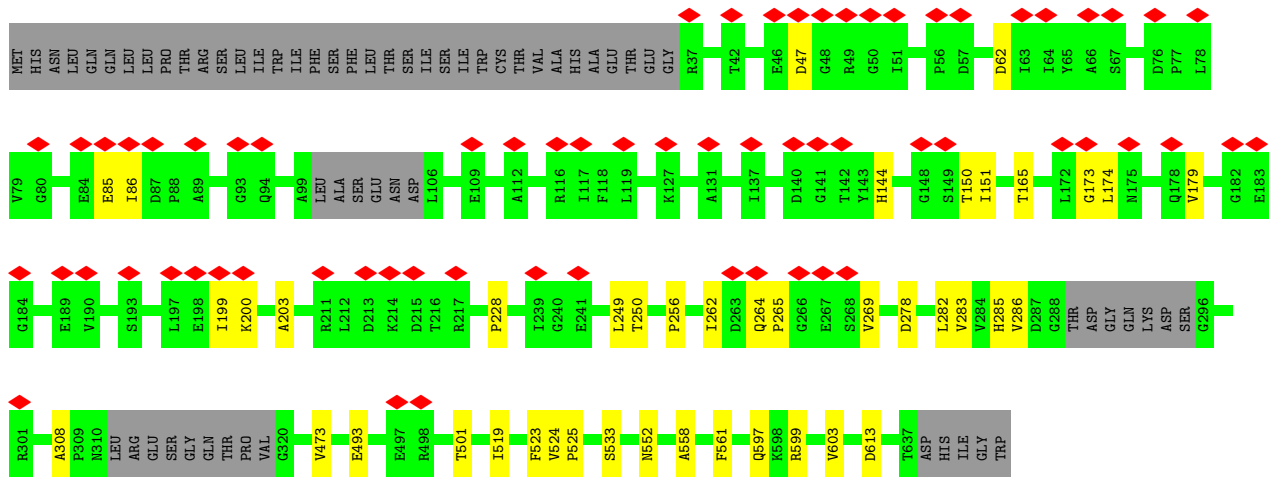 MET HIS ASN LEU GLN GLN LEU LEU PRO THR ARG SER LEU ILE TRP ILE PHE SER PHE LEU THR SER ILE SER ILE TRP CYS THR VAL ALA HIS ALA GLU THR THR GLU GLY R37 T42 E46 D47 G48 R49 G50 I51 P56 D57 D62 I63 I64 Y65 A66 S67 D76 P77 L78
V79 G80 E84 E85 I86 D87 P88 A89 G93 Q94 A99 LEU ALA SER GLU ASN ASP L106 E109 A112 R116 I117 F118 L119 K127 A131 I137 D140 G141 T142 Y143 H144 G148 S149 T150 I151 T165 L172 G173 L174 N175 Q178 V179 G182 E183
G184 E189 V190 S193 L197 E198 I199 K200 A203 R211 L212 D213 K214 D215 T216 R217 P228 I239 G240 E241 L249 T250 P256 I262 D263 Q264 P265 G266 E267 S268 V269 D278 L282 V283 V284 H285 V286 D287 G288 THR ASP GLY GLN LYS ASP SER G296
R301 A308 P309 N310 LEU ARG GLU SER GLY GLN THR PRO VAL G320 V473 E493 E497 R498 T501 I519 F523 V524 P525 S533 N552 A558 F561 Q597 K598 R599 V603 D613 T637 ASP HIS ILE GLY TRP